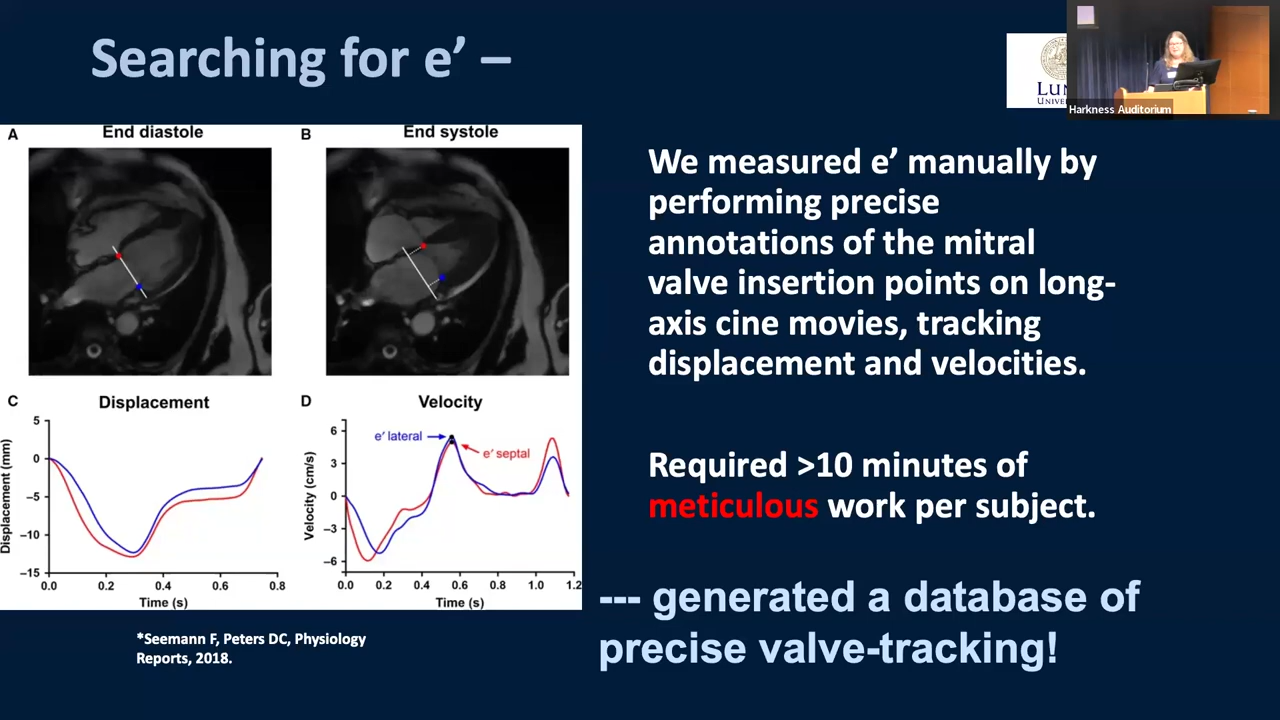 Searching for e’ –
Harkness Auditorium
A
End diastole
B
End systole
We measured e’ manually by
performing precise
annotations of the mitral
valve insertion points on long-
axis cine movies, tracking
displacement and velocities.
C
Displacement
D
Velocity
Displacement (mm)
5
0
−5
−10
−15
0.0
0.2
0.4
0.6
0.8
Time (s)
Velocity (cm/s)
6
3
0
−3
−6
e′ lateral
e′ septal
0.0
0.2
0.4
0.6
0.8
1.0
1.2
Time (s)
Required >10 minutes of
meticulous work per subject.
--- generated a database of
precise valve-tracking!
*Seemann F, Peters DC, Physiology
Reports, 2018.